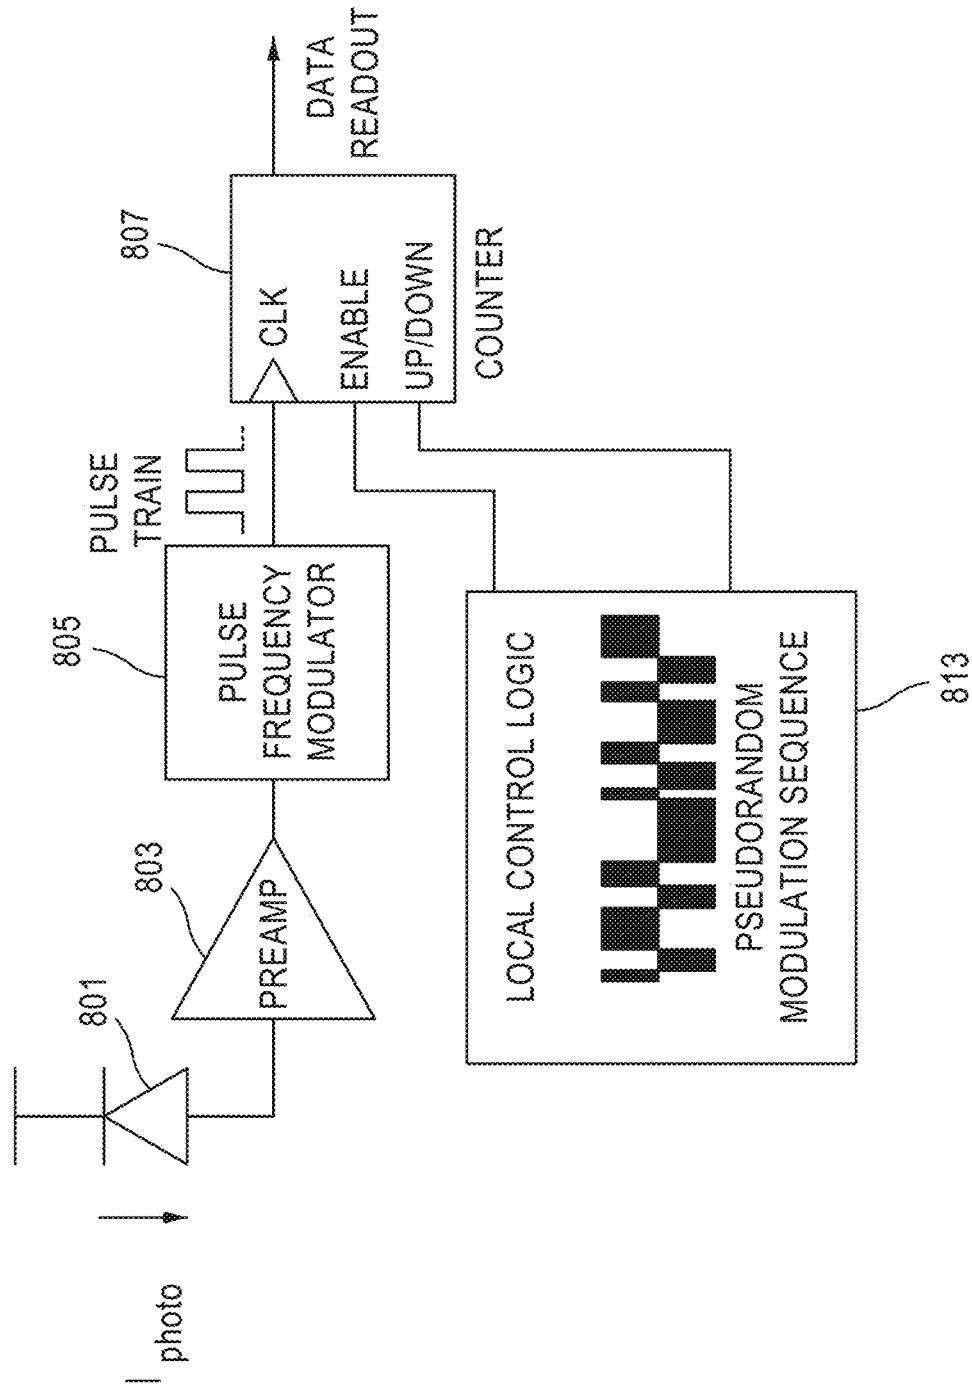 I photo
801
PREAMP
803
PULSE
FREQUENCY
MODULATOR
805
PULSE
TRAIN
CLK
ENABLE
UP/DOWN
807
COUNTER
DATA
READOUT
LOCAL CONTROL LOGIC
PSEUDORANDOM
MODULATION SEQUENCE
813